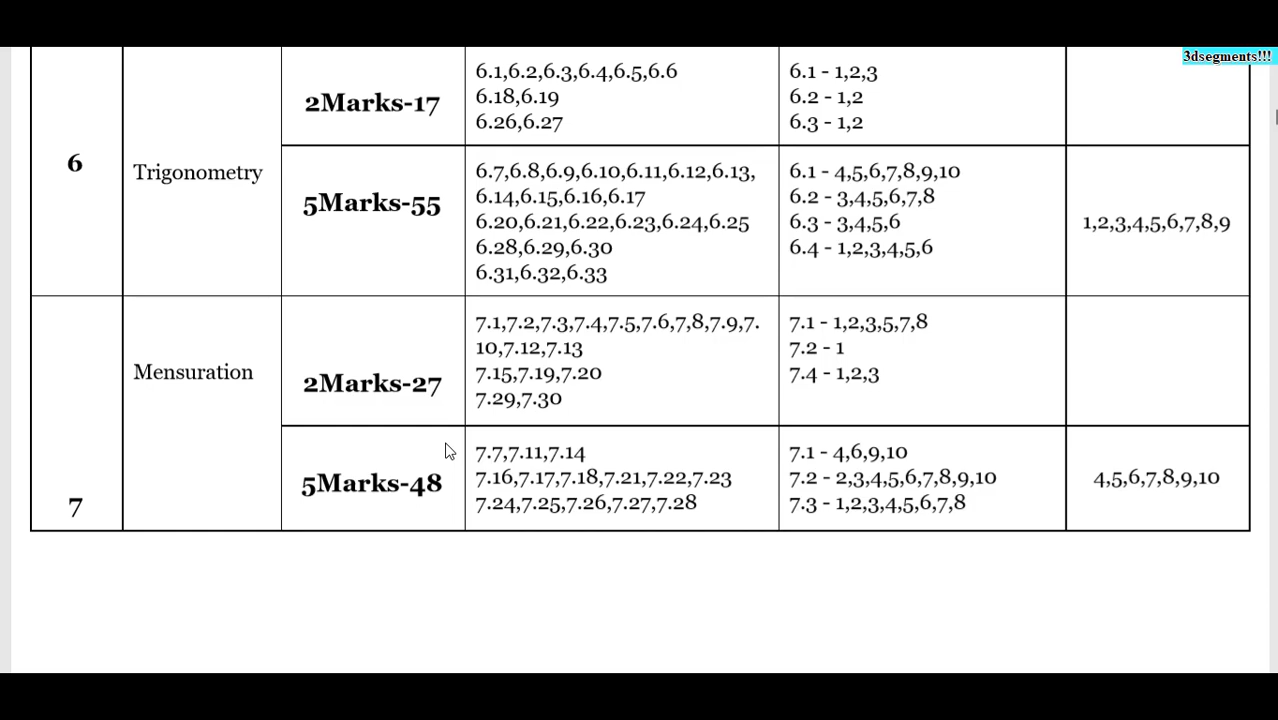 3dsegments!!!
6
Trigonometry
2Marks-17
6.1,6.2,6.3,6.4,6.5,6.6
6.18,6.19
6.26,6.27
6.1 - 1,2,3
6.2 - 1,2
6.3 - 1,2
5Marks-55
6.7,6.8,6.9,6.10,6.11,6.12,6.13,
6.14,6.15,6.16,6.17
6.20,6.21,6.22,6.23,6.24,6.25
6.28,6.29,6.30
6.31,6.32,6.33
6.1 - 4,5,6,7,8,9,10
6.2 - 3,4,5,6,7,8
6.3 - 3,4,5,6
6.4 - 1,2,3,4,5,6
1,2,3,4,5,6,7,8,9
7
Mensuration
2Marks-27
7.1,7.2,7.3,7.4,7.5,7.6,7,8,7.9,7.
10,7.12,7.13
7.15,7.19,7.20
7.29,7.30
7.1 - 1,2,3,5,7,8
7.2 - 1
7.4 - 1,2,3
5Marks-48
7.7,7.11,7.14
7.16,7.17,7.18,7.21,7.22,7.23
7.24,7.25,7.26,7.27,7.28
7.1 - 4,6,9,10
7.2 - 2,3,4,5,6,7,8,9,10
7.3 - 1,2,3,4,5,6,7,8
4,5,6,7,8,9,10